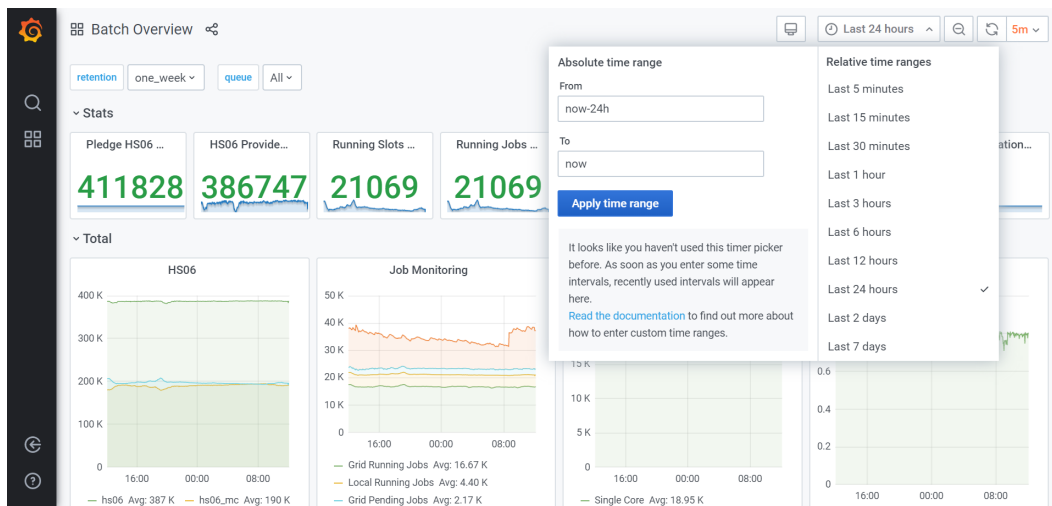 Batch Overview
Last 24 hours
5m
retention
one_week
queue
All
Stats
Pledge HS06 ...
411828
HS06 Provide...
386747
Running Slots ...
21069
Running Jobs ...
21069
ation...
Absolute time range
From
now-24h
To
now
Apply time range
It looks like you haven't used this timer picker
before. As soon as you enter some time
intervals, recently used intervals will appear
here.
Read the documentation to find out more about
how to enter custom time ranges.
Relative time ranges
Last 5 minutes
Last 15 minutes
Last 30 minutes
Last 1 hour
Last 3 hours
Last 6 hours
Last 12 hours
Last 24 hours
Last 2 days
Last 7 days
Total
HS06
400 K
300 K
200 K
100 K
0
16:00 00:00 08:00
hs06 Avg: 387 K hs06_mc Avg: 190 K
Job Monitoring
50 K
40 K
30 K
20 K
10 K
0
16:00 00:00 08:00
Grid Running Jobs Avg: 16.67 K
Local Running Jobs Avg: 4.40 K
Grid Pending Jobs Avg: 2.17 K
15 K
10 K
5 K
0
16:00 00:00 08:00
Single Core Avg: 18.95 K
0.6
0.4
0.2
0
16:00 00:00 08:00